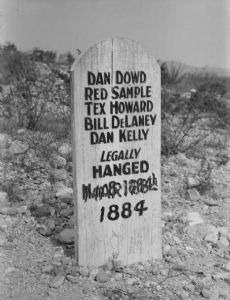 DAN DOWD
RED SAMPLE
TEX HOWARD
BILL DELANEY
DAN KELLY
LEGALLY
HANGED
1884